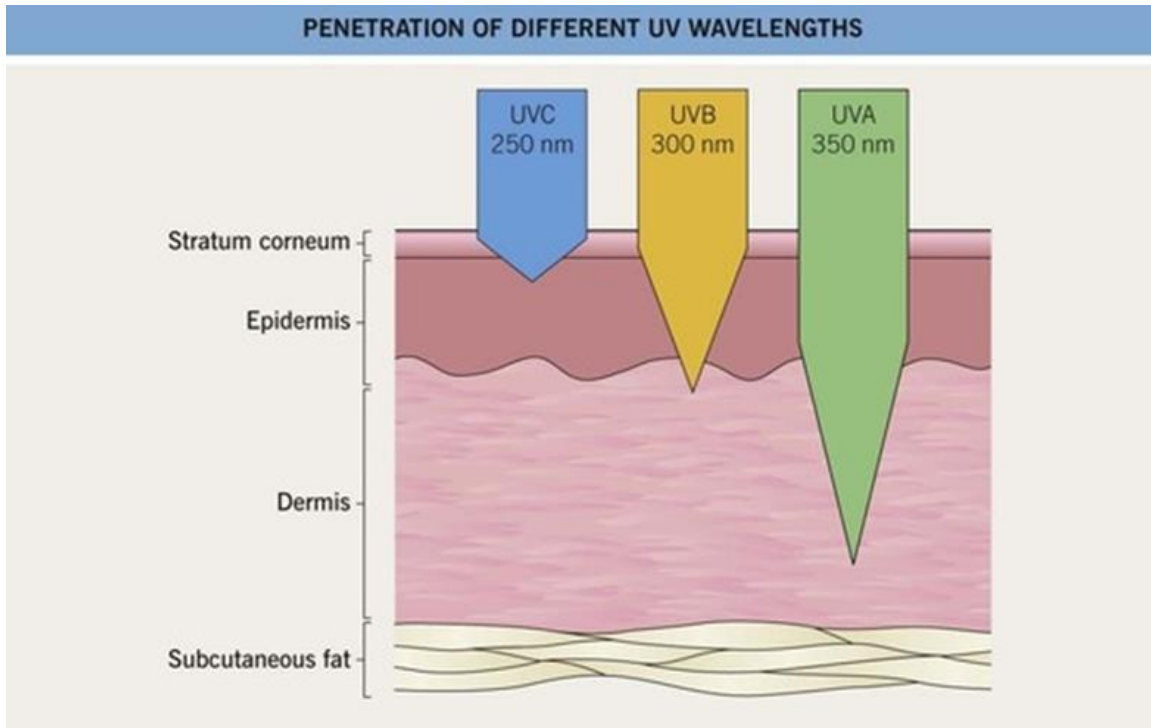 PENETRATION OF DIFFERENT UV WAVELENGTHS
UVC
250 nm
UVB
300 nm
UVA
350 nm
Stratum corneum
Epidermis
Dermis
Subcutaneous fat